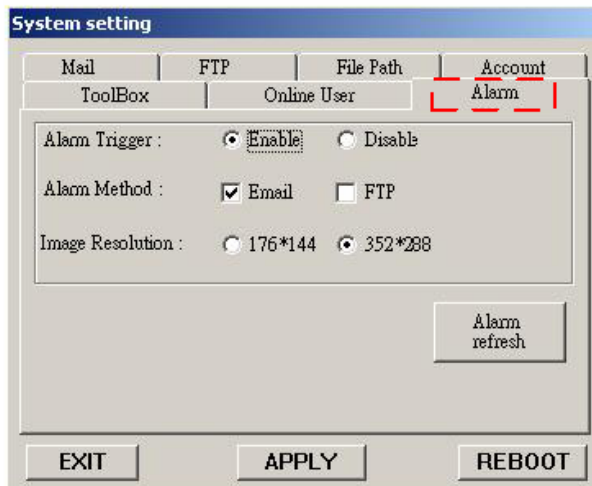 System setting
Mail FTP File Path Account
ToolBox Online User Alarm
Alarm Trigger : Enable Disable
Alarm Method : Email FTP
Image Resolution : 176*144 352*288
Alarm
refresh
EXIT APPLY REBOOT